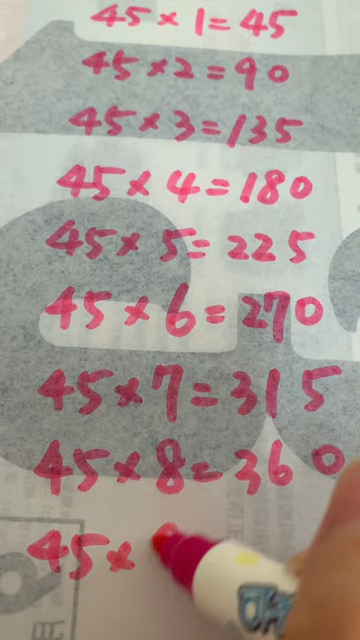 45 × 1 = 45
45 × 2 = 90
45 × 3 = 135
45 × 4 = 180
45 × 5 = 225
45 × 6 = 270
45 × 7 = 315
45 × 8 = 360
45 ×